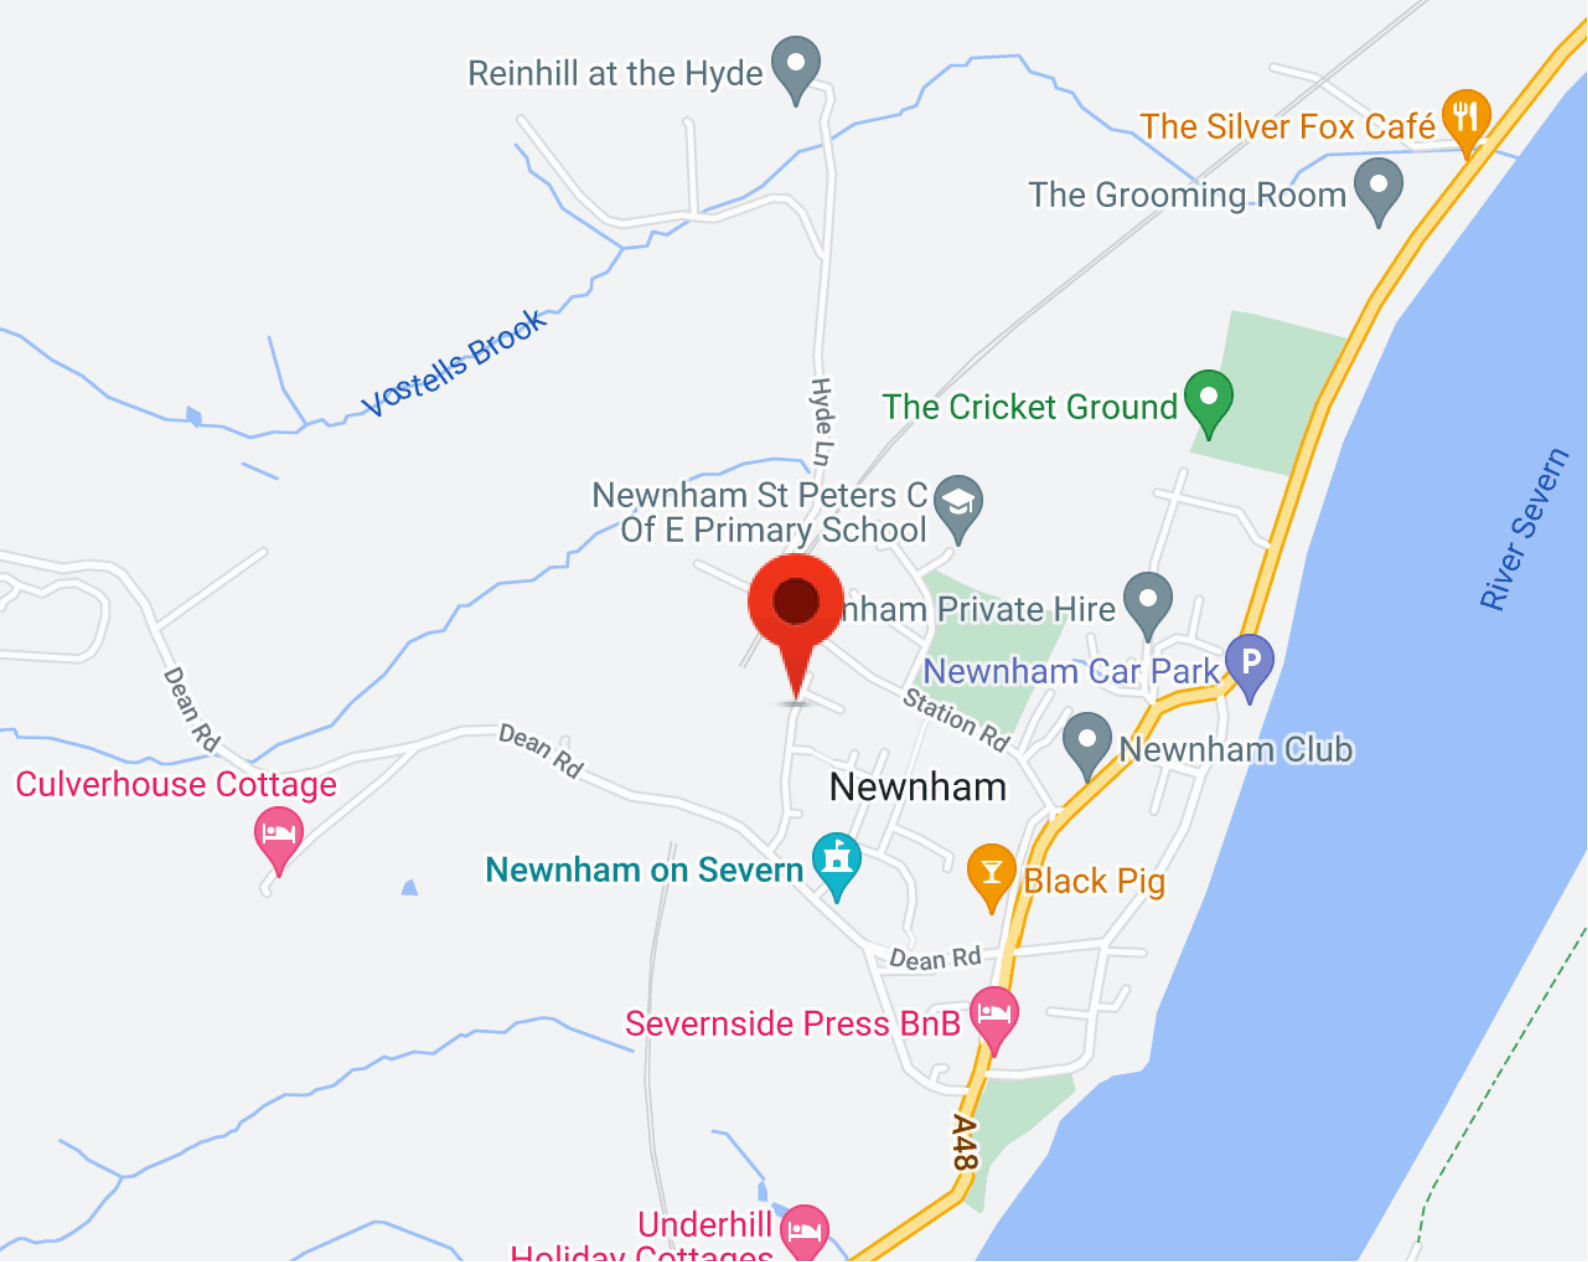 Reinhill at the Hyde
The Silver Fox Café
The Grooming Room
Vostells Brook
Hyde Ln
The Cricket Ground
Newnham St Peters C
Of E Primary School
River Severn
nham Private Hire
Newnham Car Park
P
Dean Rd
Station Rd
Dean Rd
Newnham Club
Culverhouse Cottage
Newnham
Newnham on Severn
Black Pig
Dean Rd
Severnside Press BnB
A48
Underhill
Holiday Cottages